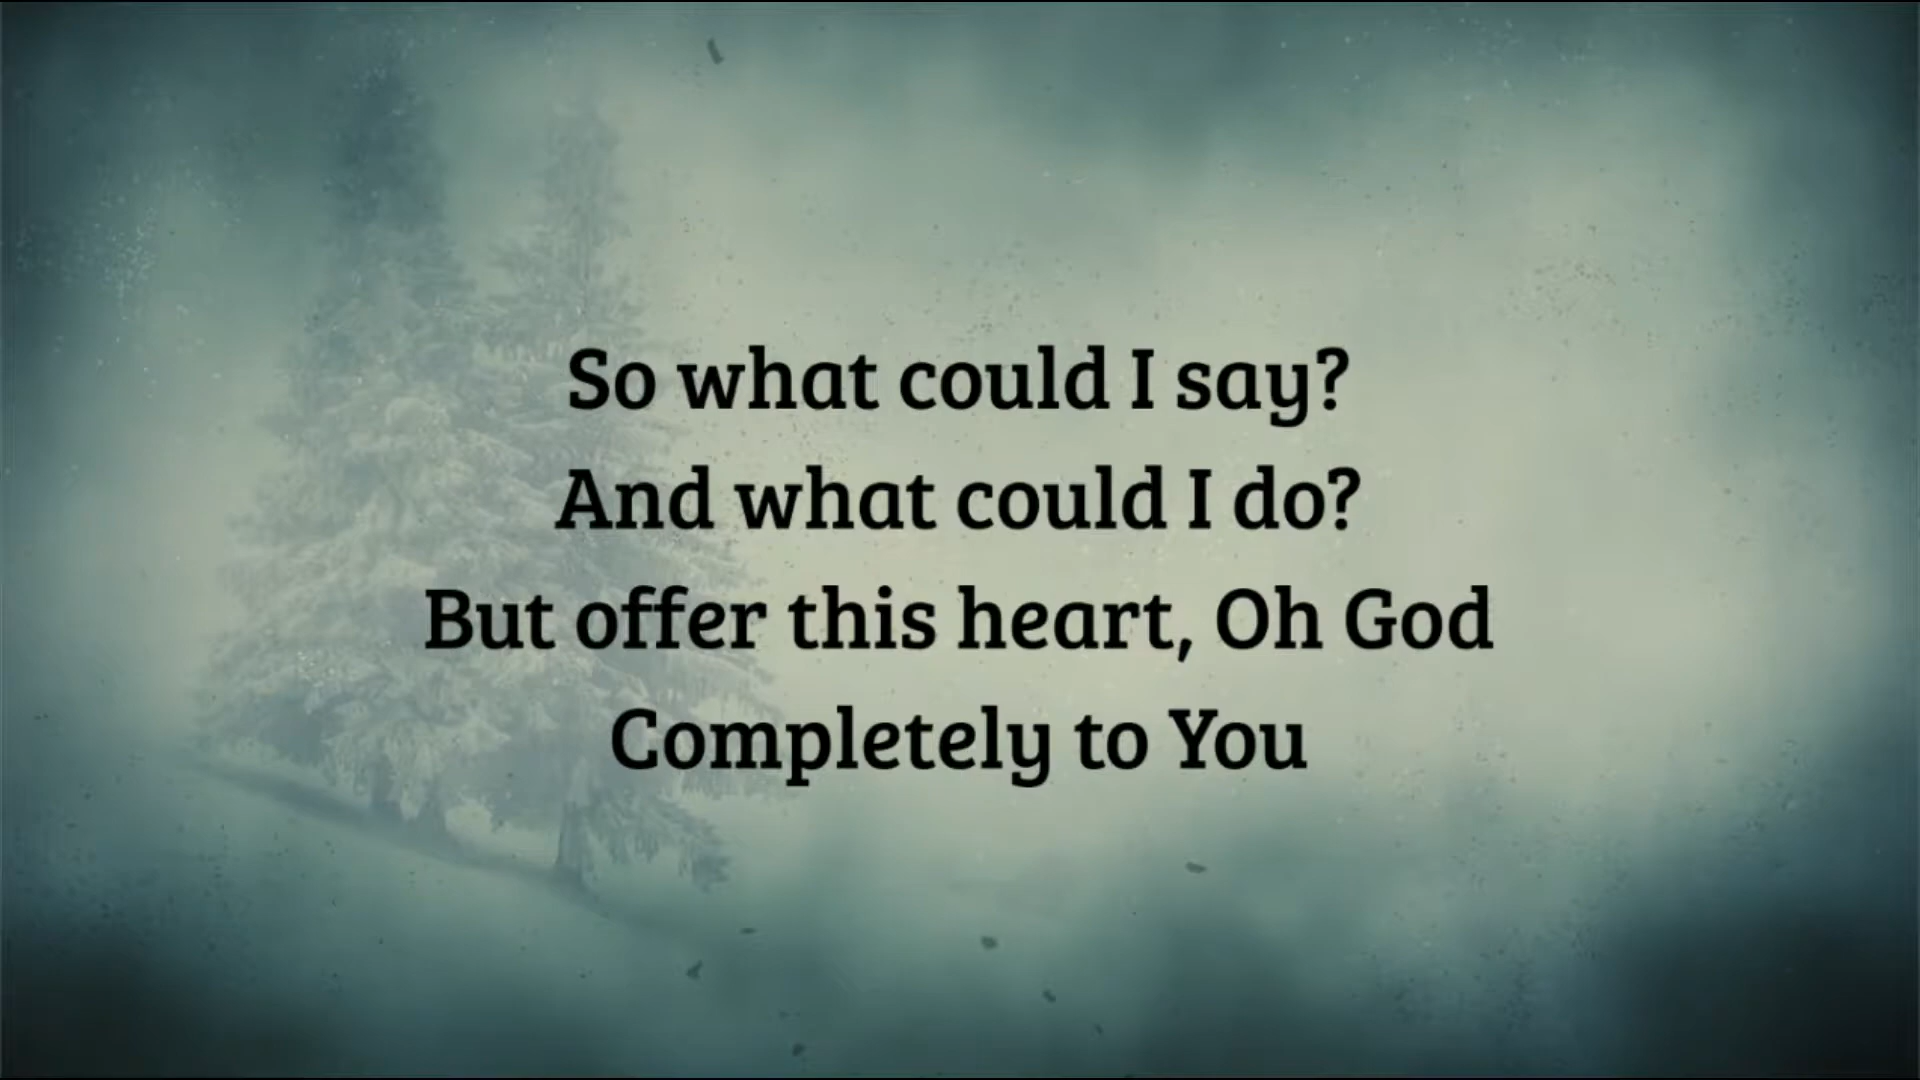 So what could I say?
And what could I do?
But offer this heart, Oh God
Completely to You